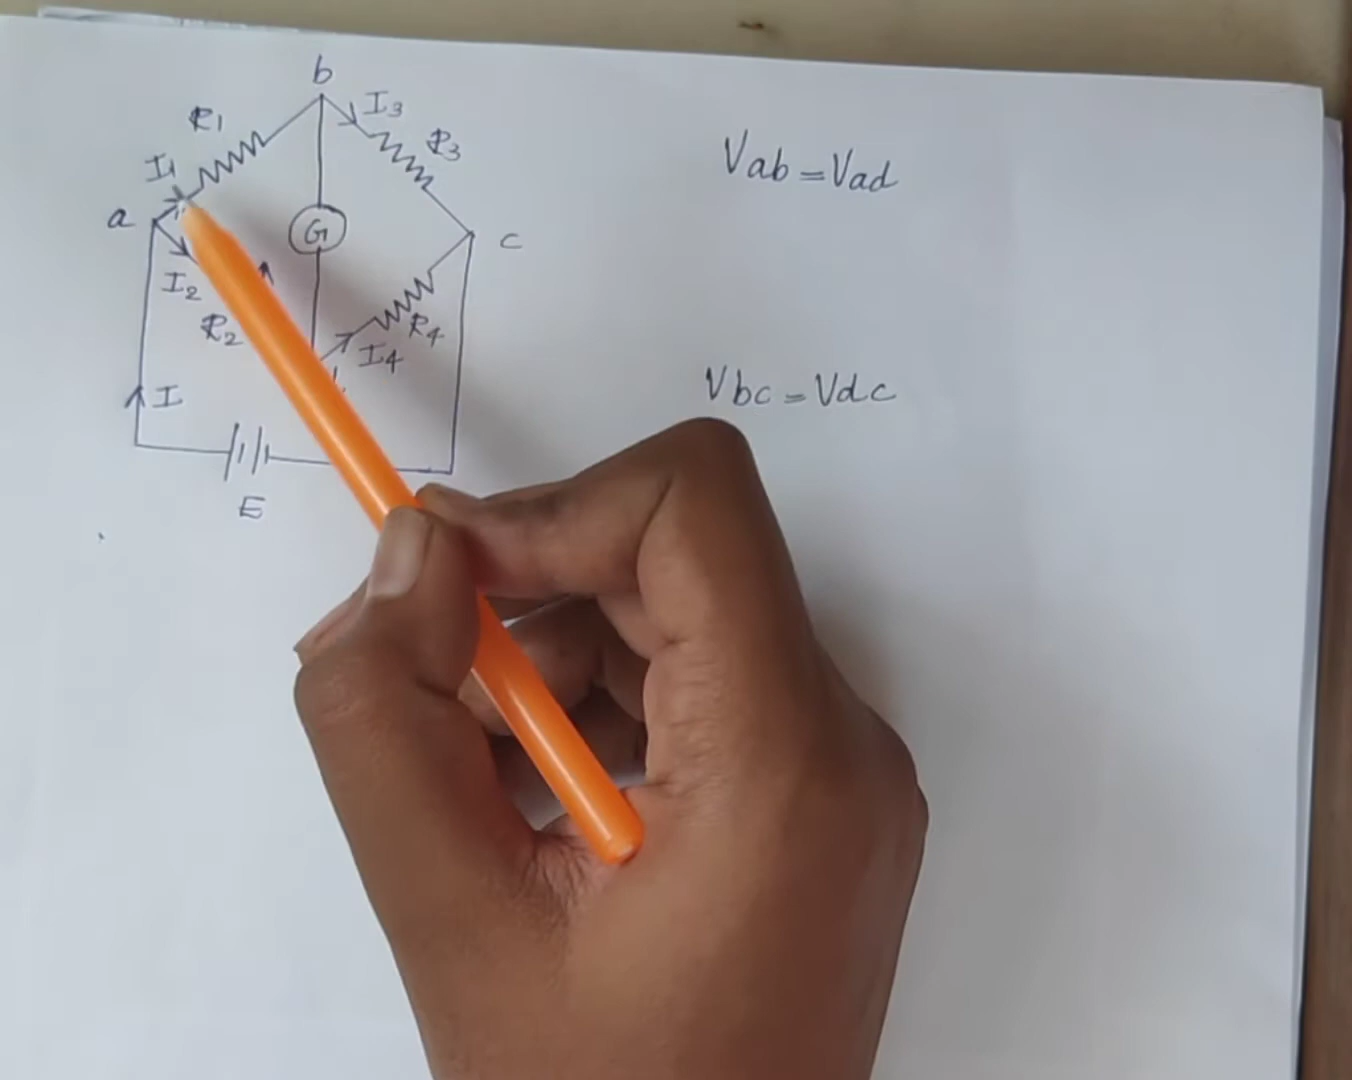 b
I3
R1
R3
I1
Vab = Vad
a
G
c
I2
R2
R4
I4
I
Vbc = Vdc
E